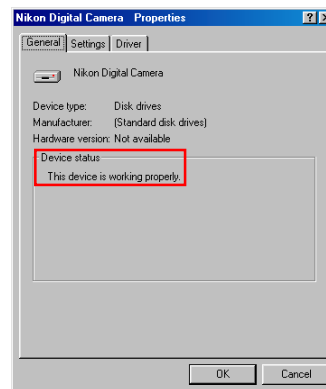 Nikon Digital Camera Properties
General Settings Driver
Nikon Digital Camera
Device type: Disk drives
Manufacturer: (Standard disk drives)
Hardware version: Not available
Device status
This device is working properly.
OK Cancel